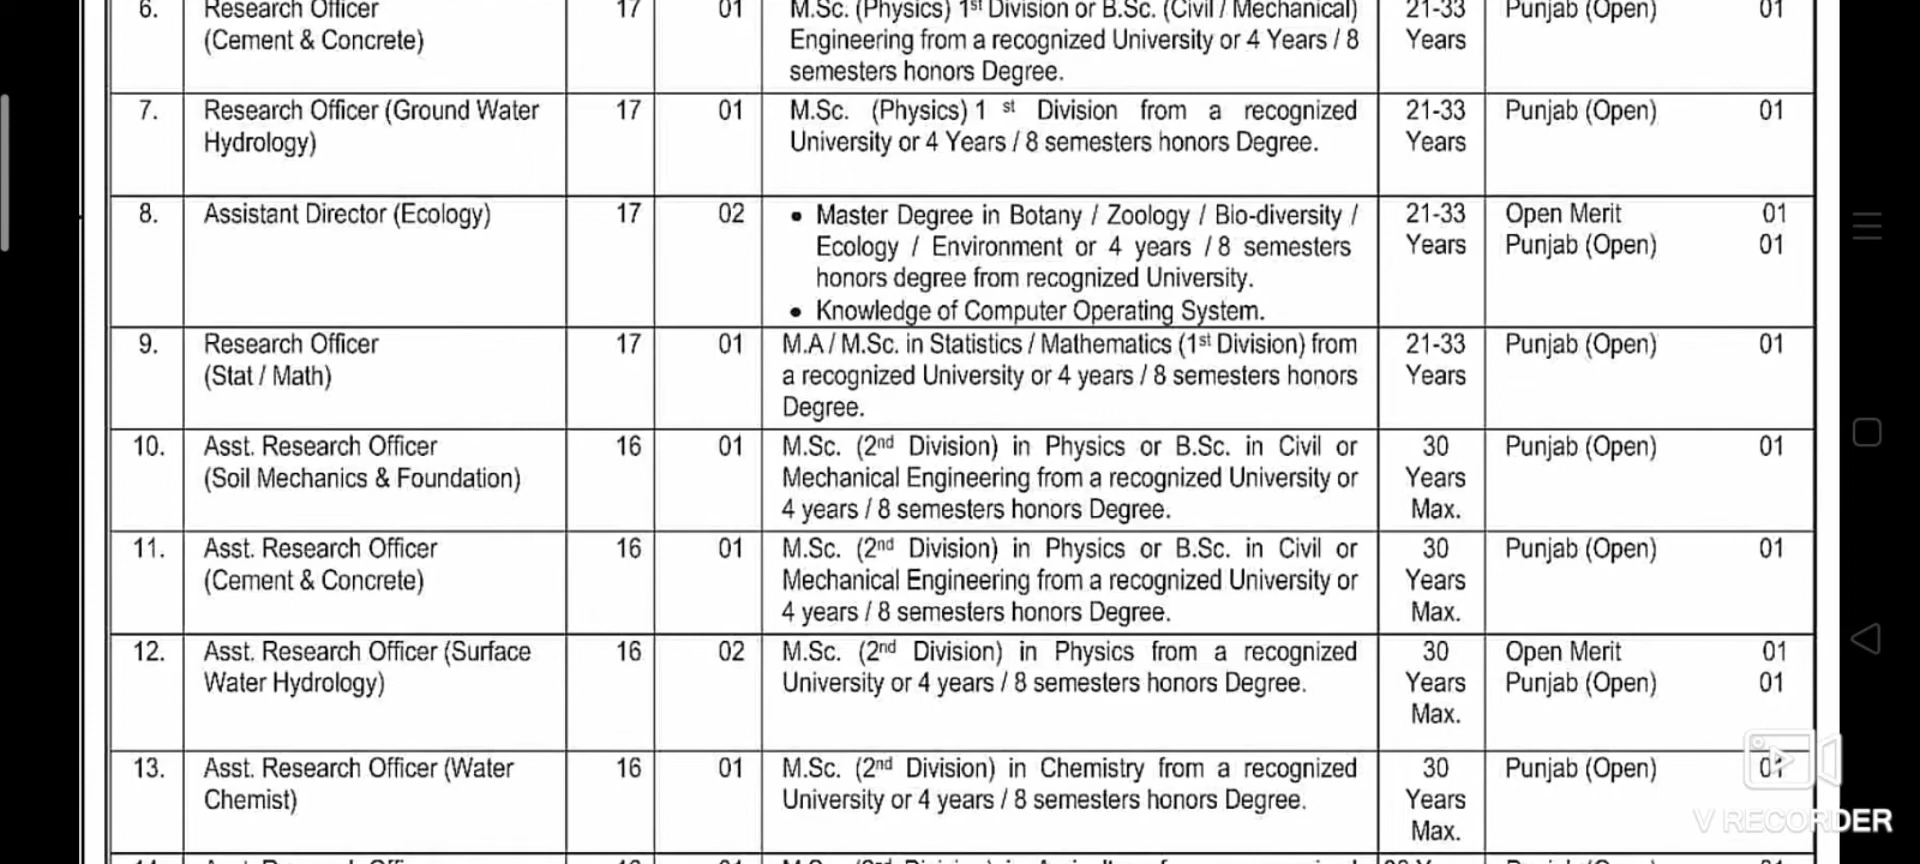 6. Research Officer 17 01 M.Sc. (Physics) 1st Division or B.Sc. (Civil / Mechanical) 21-33 Punjab (Open) 01
(Cement & Concrete) Engineering from a recognized University or 4 Years / 8 Years
semesters honors Degree.
7. Research Officer (Ground Water 17 01 M.Sc. (Physics) 1 st Division from a recognized 21-33 Punjab (Open) 01
Hydrology) University or 4 Years / 8 semesters honors Degree. Years
8. Assistant Director (Ecology) 17 02 • Master Degree in Botany / Zoology / Bio-diversity / 21-33 Open Merit 01
Ecology / Environment or 4 years / 8 semesters Years Punjab (Open) 01
honors degree from recognized University.
• Knowledge of Computer Operating System.
9. Research Officer 17 01 M.A / M.Sc. in Statistics / Mathematics (1st Division) from 21-33 Punjab (Open) 01
(Stat / Math) a recognized University or 4 years / 8 semesters honors Years
Degree.
10. Asst. Research Officer 16 01 M.Sc. (2nd Division) in Physics or B.Sc. in Civil or 30 Punjab (Open) 01
(Soil Mechanics & Foundation) Mechanical Engineering from a recognized University or Years
4 years / 8 semesters honors Degree. Max.
11. Asst. Research Officer 16 01 M.Sc. (2nd Division) in Physics or B.Sc. in Civil or 30 Punjab (Open) 01
(Cement & Concrete) Mechanical Engineering from a recognized University or Years
4 years / 8 semesters honors Degree. Max.
12. Asst. Research Officer (Surface 16 02 M.Sc. (2nd Division) in Physics from a recognized 30 Open Merit 01
Water Hydrology) University or 4 years / 8 semesters honors Degree. Years Punjab (Open) 01
Max.
13. Asst. Research Officer (Water 16 01 M.Sc. (2nd Division) in Chemistry from a recognized 30 Punjab (Open) 01
Chemist) University or 4 years / 8 semesters honors Degree. Years
Max.
V RECORDER